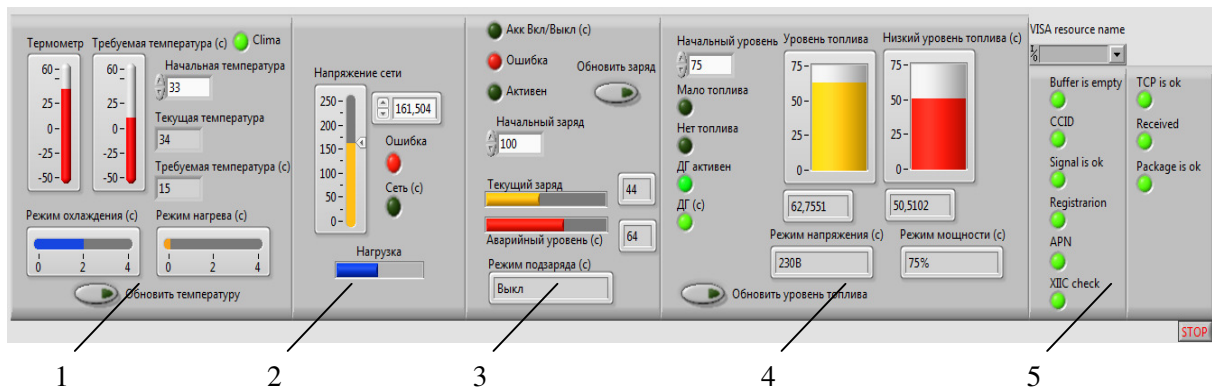 Термометр
Требуемая температура (с)
Clima
60
25
0
-25
-50
60
25
0
-25
-50
Начальная температура
33
Текущая температура
34
Требуемая температура (с)
15
Режим охлаждения (с)
0 2 4
Режим нагрева (с)
0 2 4
Обновить температуру
Напряжение сети
250
200
150
100
50
0
161,504
Ошибка
Сеть (с)
Нагрузка
Акк Вкл/Выкл (с)
Ошибка
Активен
Обновить заряд
Начальный заряд
100
Текущий заряд
44
Аварийный уровень (с)
64
Режим подзаряда (с)
Выкл
Начальный уровень
75
Мало топлива
Нет топлива
ДГ активен
ДГ (с)
Уровень топлива
75
50
25
0
62,7551
Низкий уровень топлива (с)
75
50
25
0
50,5102
Режим напряжения (с)
230В
Режим мощности (с)
75%
Обновить уровень топлива
VISA resource name
Buffer is empty
CCID
Signal is ok
Registrarion
APN
XIIC check
TCP is ok
Received
Package is ok
STOP
1 2 3 4 5